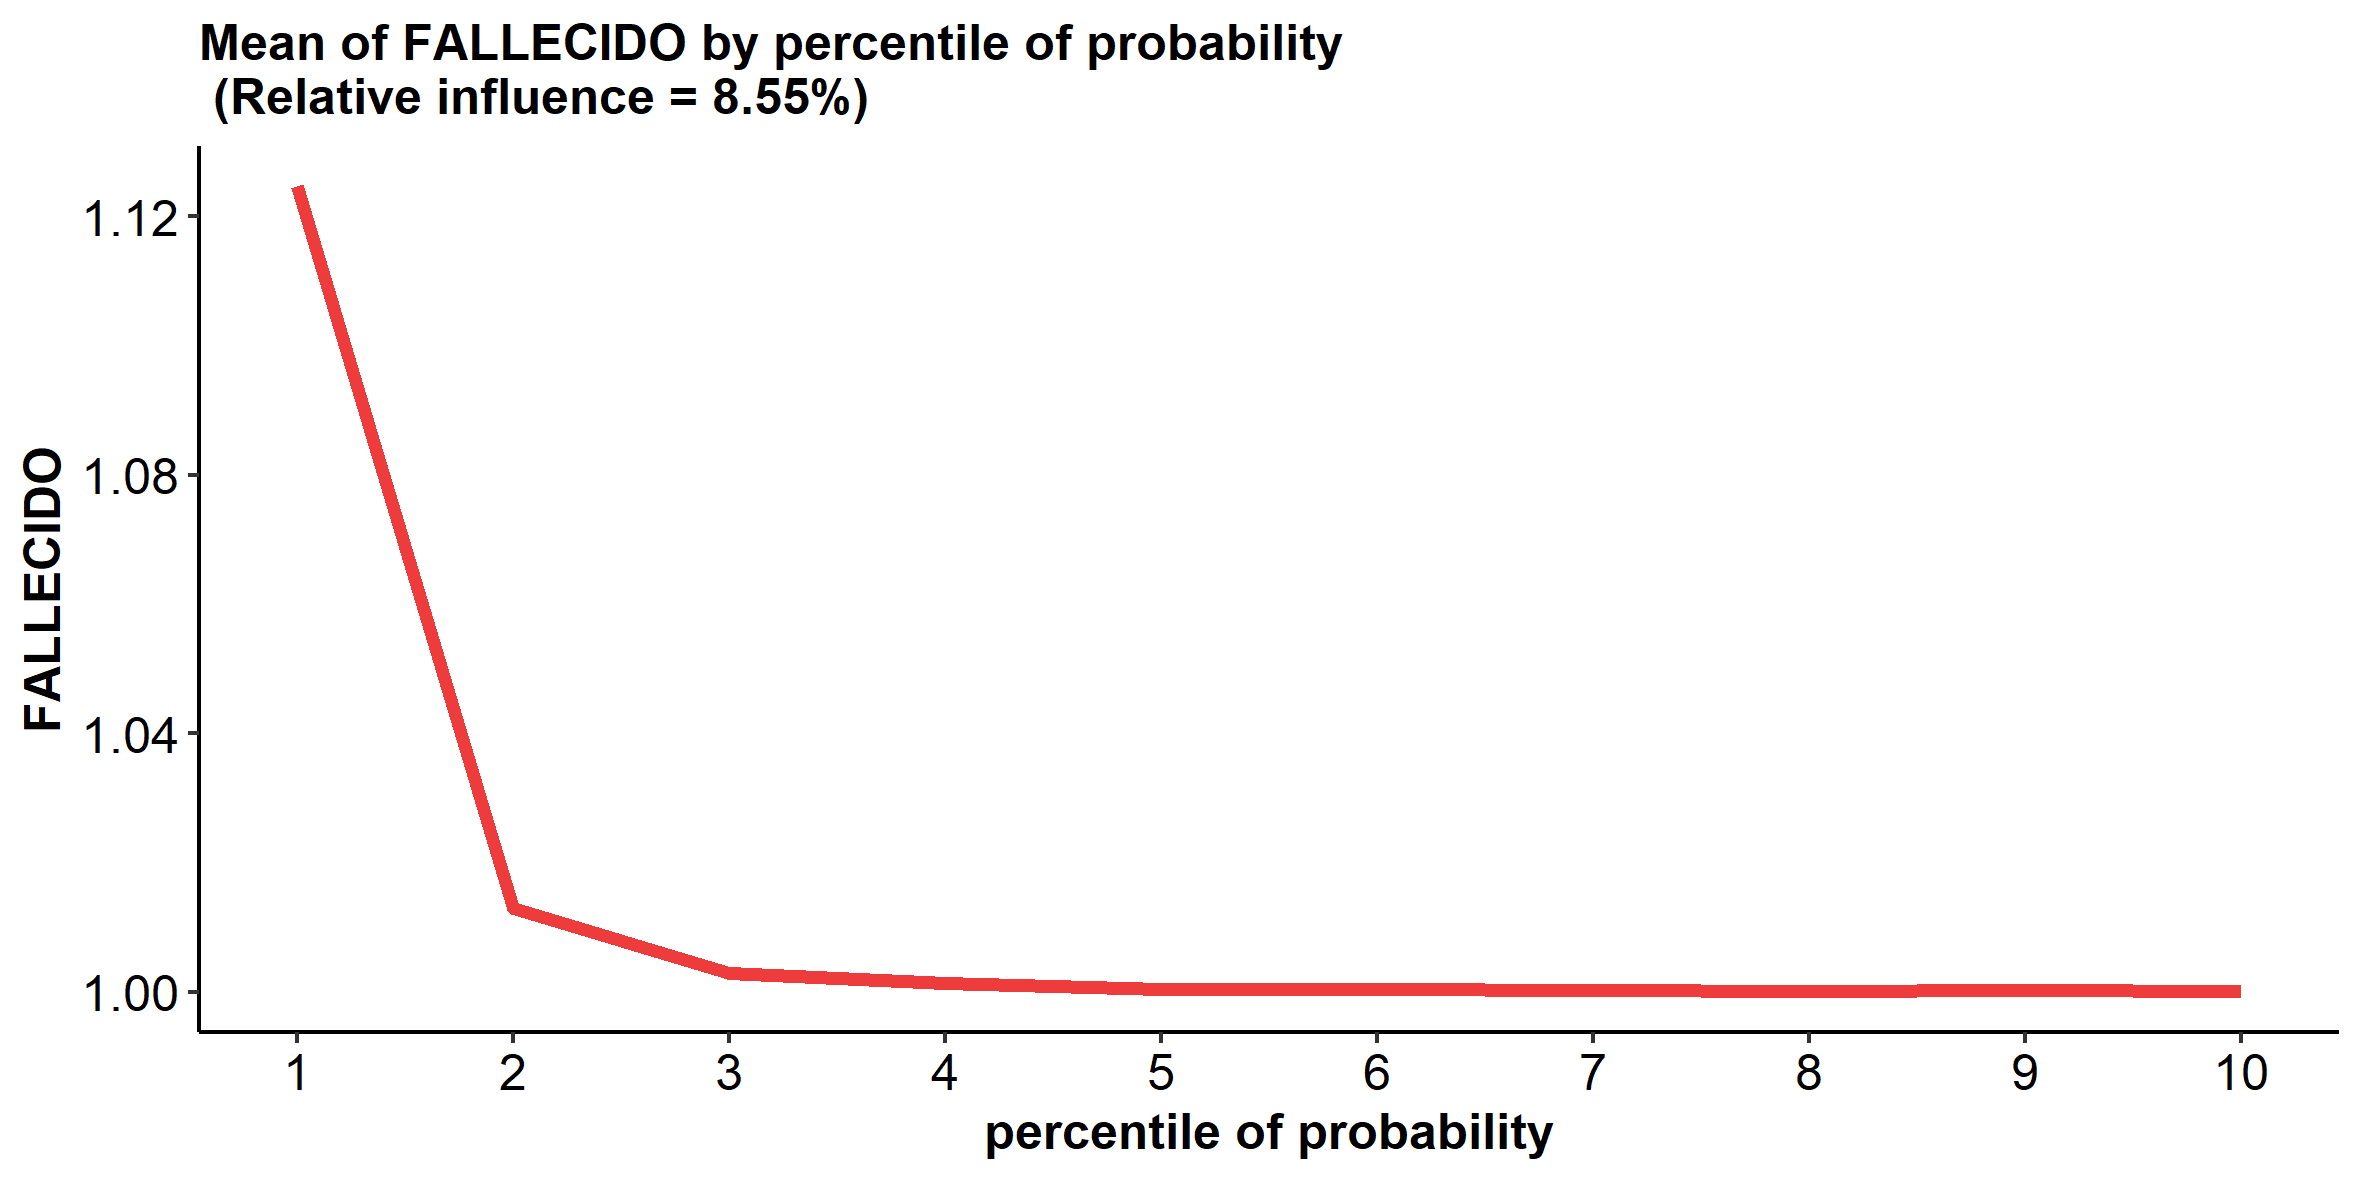 Mean of FALLECIDO by percentile of probability
(Relative influence = 8.55%)
FALLECIDO
1.12
1.08
1.04
1.00
1 2 3 4 5 6 7 8 9 10
percentile of probability